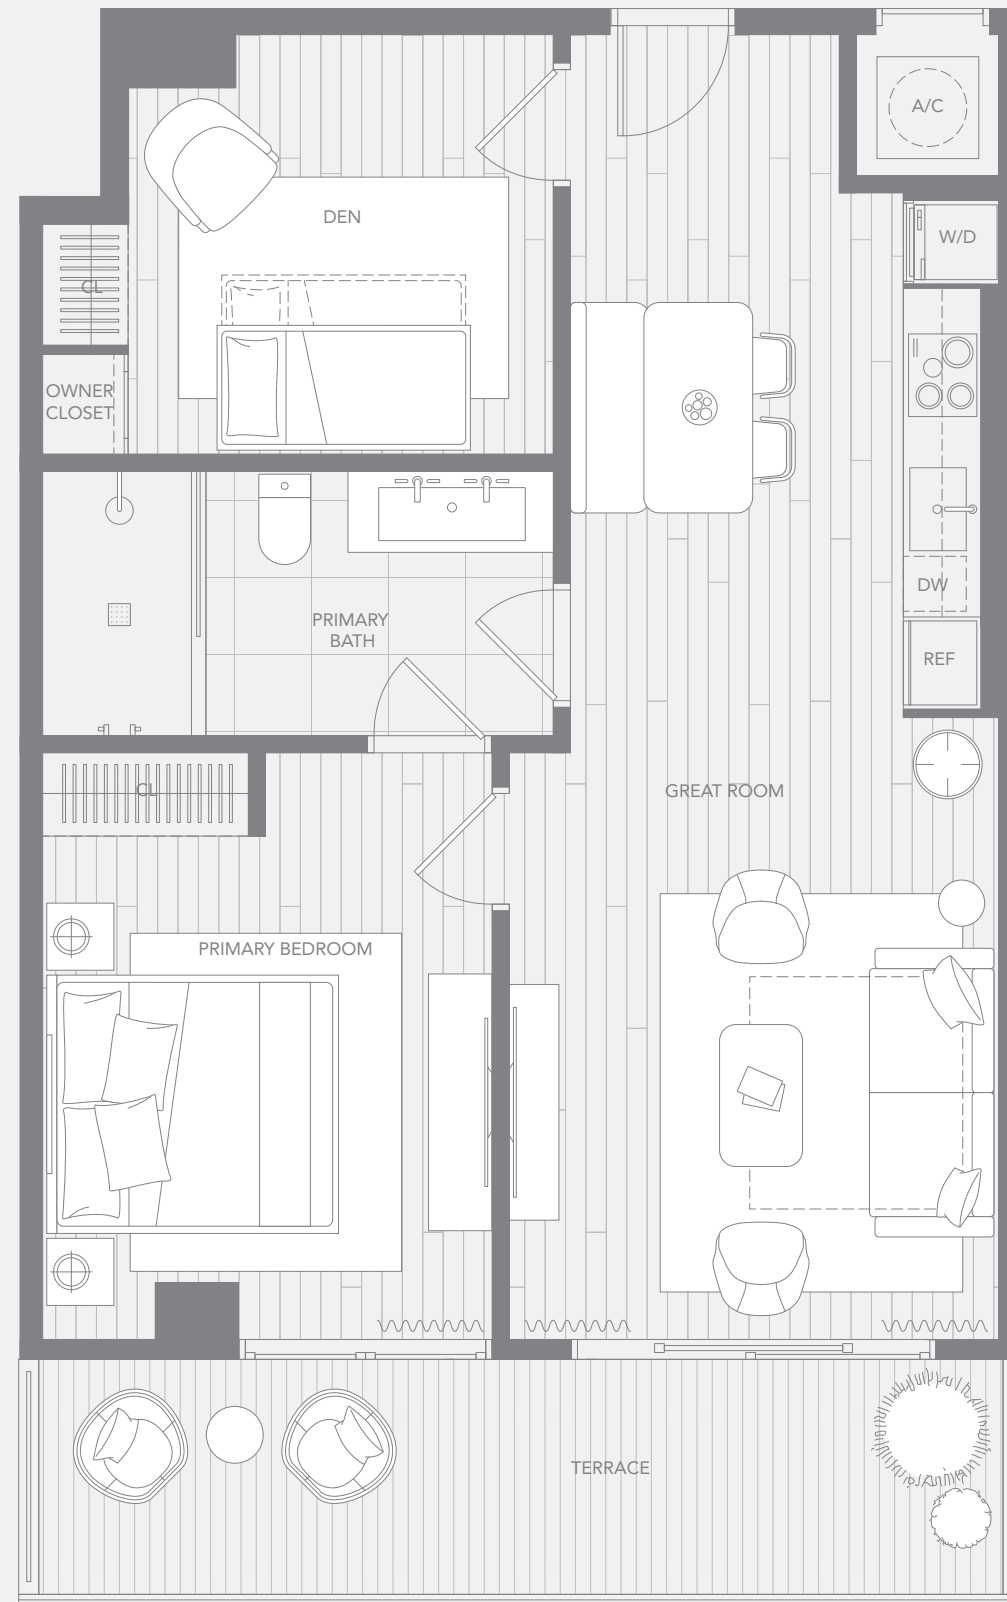 A/C
DEN
W/D
CL
OWNER
CLOSET
DW
PRIMARY
BATH
REF
CL
GREAT ROOM
PRIMARY BEDROOM
TERRACE